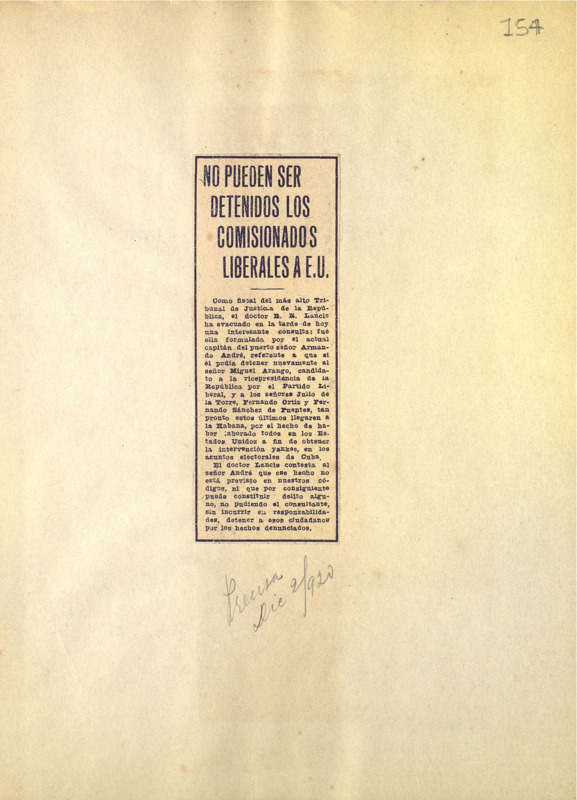 154
NO PUEDEN SER
DETENIDOS LOS
COMISIONADOS
LIBERALES A E.U.
Como fiscal del más alto Tri-
bunal de Justicia de la Repú-
blica, el doctor R. E. Lancis
ha evacuado en la tarde de hoy
una interesante consulta: fué
ella formulada por el actual
capitán del puerto señor Arman-
do André, referente a que si
él podía detener nuevamente al
señor Miguel Arango, candida-
to a la vicepresidencia de la
República por el Partido Li-
beral, y a los señores Julio de
la Torre, Fernando Ortiz y Fer-
nando Sánchez de Fuentes, tan
pronto estos últimos llegaren a
la Habana, por el hecho de ha-
ber laborado todos en los Es-
tados Unidos a fin de obtener
la intervención yankee, en los
asuntos electorales de Cuba.
El doctor Lancis contesta al
señor André que ese hecho no
está previsto en nuestros có-
digos, ni que por consiguiente
puede constituir delito algu-
no, no pudiendo el consultante,
sin incurrir en responsabilida-
des, detener a esos ciudadanos
por los hechos denunciados.
Prensa
Dic 2/920